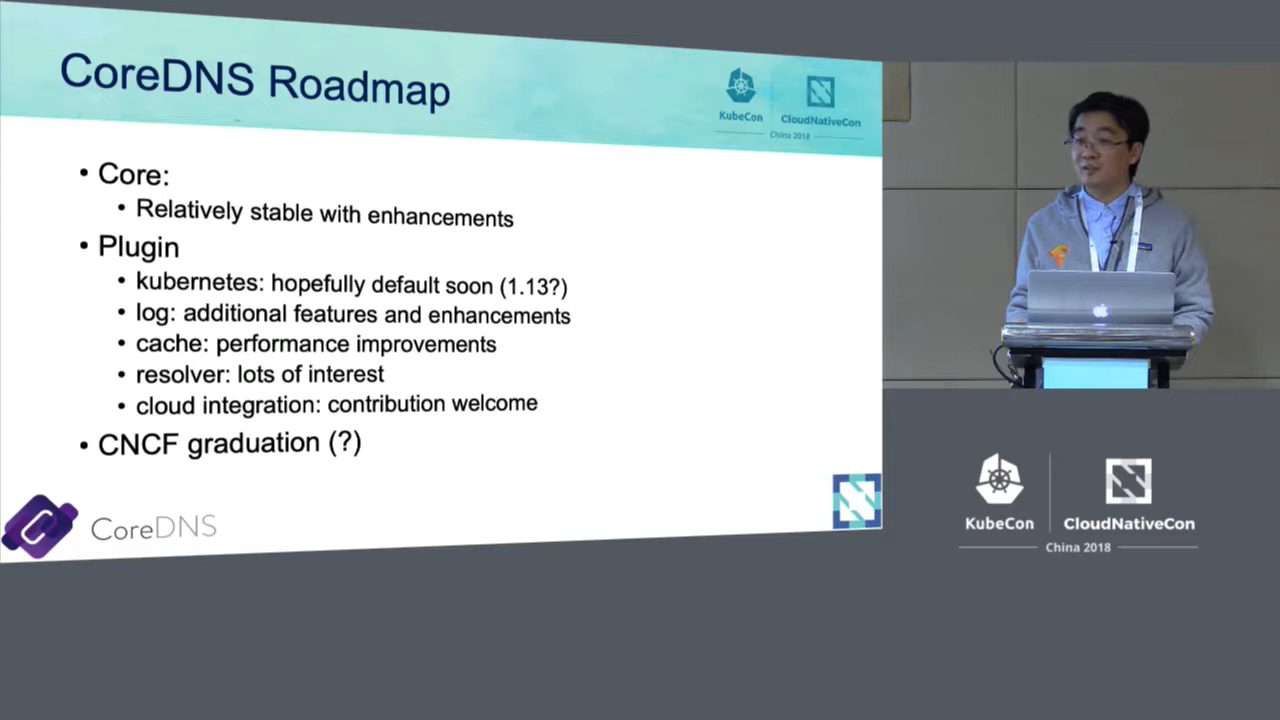 CoreDNS Roadmap
KubeCon
CloudNativeCon
China 2018
• Core:
• Relatively stable with enhancements
• Plugin
• kubernetes: hopefully default soon (1.13?)
• log: additional features and enhancements
• cache: performance improvements
• resolver: lots of interest
• cloud integration: contribution welcome
• CNCF graduation (?)
CoreDNS
KubeCon
CloudNativeCon
China 2018